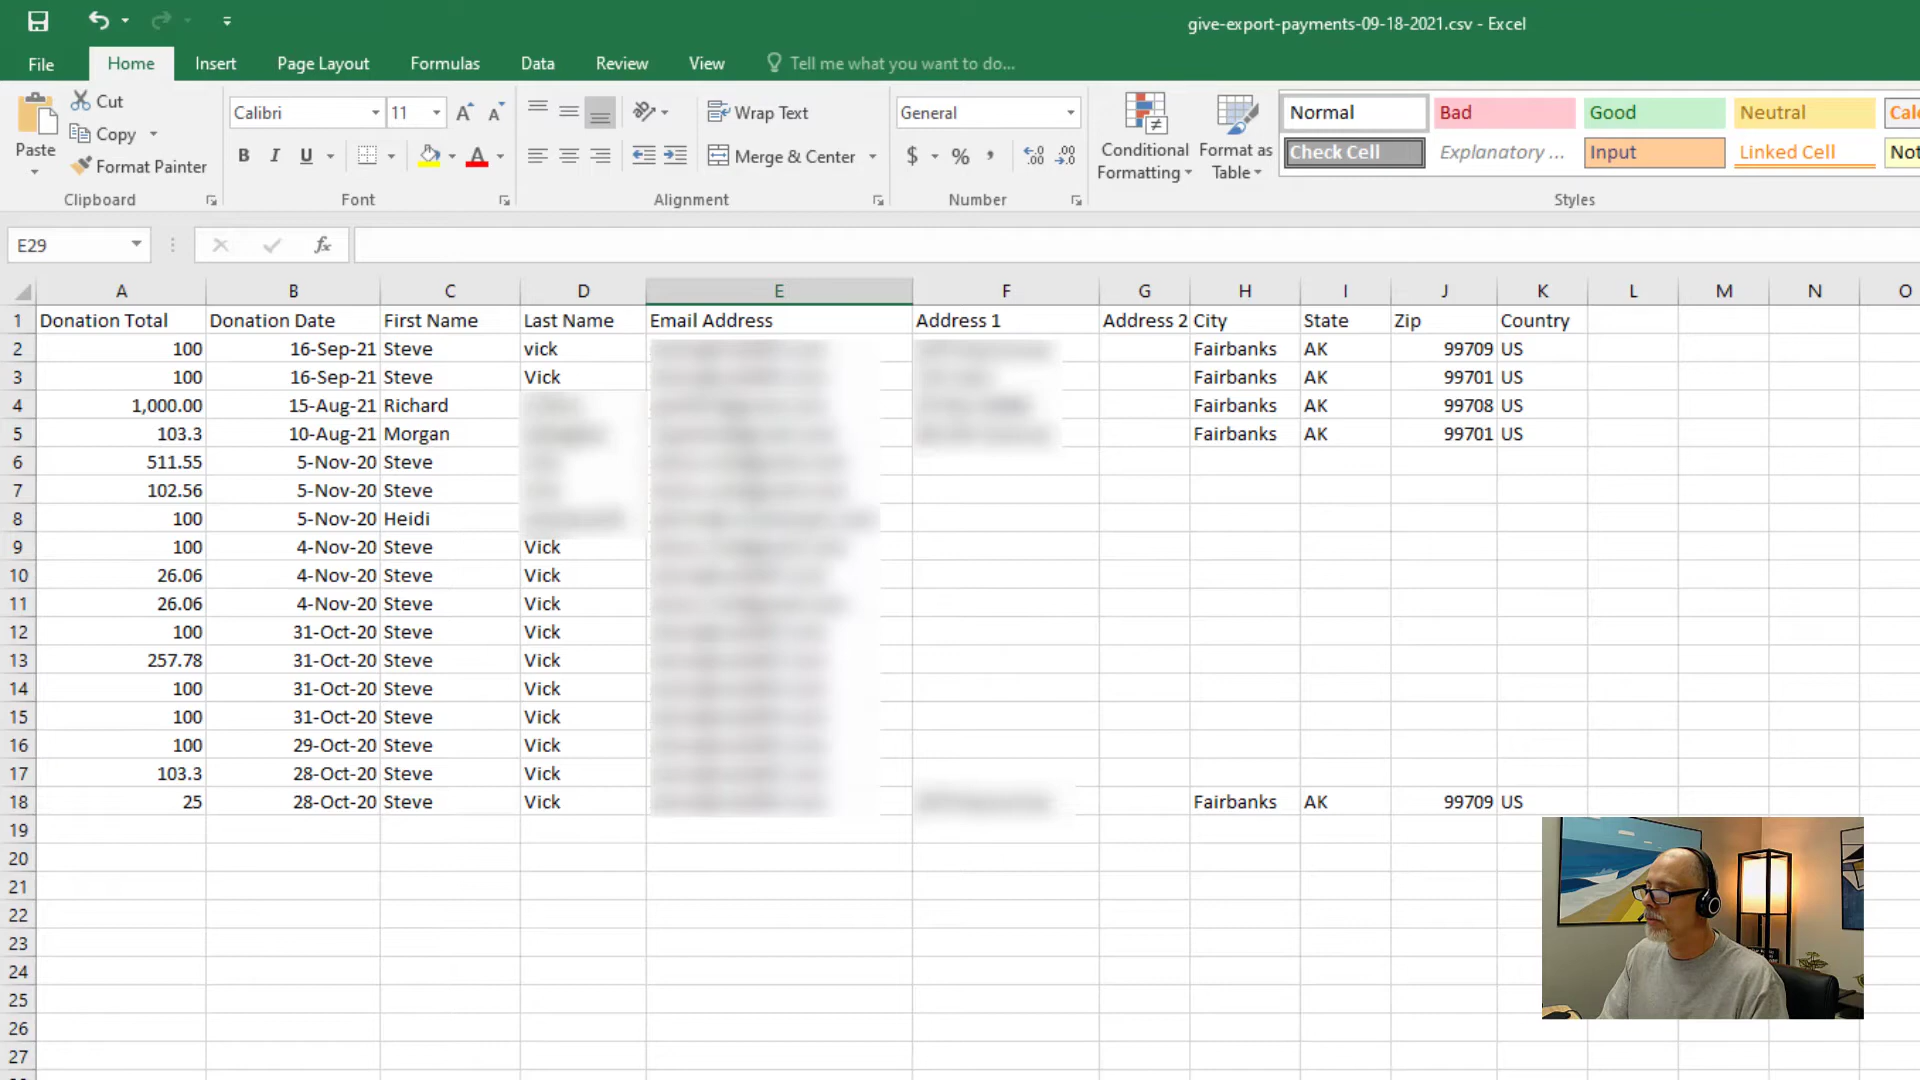 give-export-payments-09-18-2021.csv - Excel
File Home Insert Page Layout Formulas Data Review View Tell me what you want to do...
Paste Cut Copy Format Painter
Clipboard
Calibri 11
B I U
Font
Wrap Text
Merge & Center
Alignment
General
$ % ,
Number
Conditional Formatting
Format as Table
Normal Bad Good Neutral Calc
Check Cell Explanatory ... Input Linked Cell Not
Styles
E29 fx
A B C D E F G H I J K L M N O
1 Donation Total Donation Date First Name Last Name Email Address Address 1 Address 2 City State Zip Country
2 100 16-Sep-21 Steve vick Fairbanks AK 99709 US
3 100 16-Sep-21 Steve Vick Fairbanks AK 99701 US
4 1,000.00 15-Aug-21 Richard Fairbanks AK 99708 US
5 103.3 10-Aug-21 Morgan Fairbanks AK 99701 US
6 511.55 5-Nov-20 Steve
7 102.56 5-Nov-20 Steve
8 100 5-Nov-20 Heidi
9 100 4-Nov-20 Steve Vick
10 26.06 4-Nov-20 Steve Vick
11 26.06 4-Nov-20 Steve Vick
12 100 31-Oct-20 Steve Vick
13 257.78 31-Oct-20 Steve Vick
14 100 31-Oct-20 Steve Vick
15 100 31-Oct-20 Steve Vick
16 100 29-Oct-20 Steve Vick
17 103.3 28-Oct-20 Steve Vick
18 25 28-Oct-20 Steve Vick Fairbanks AK 99709 US
19
20
21
22
23
24
25
26
27